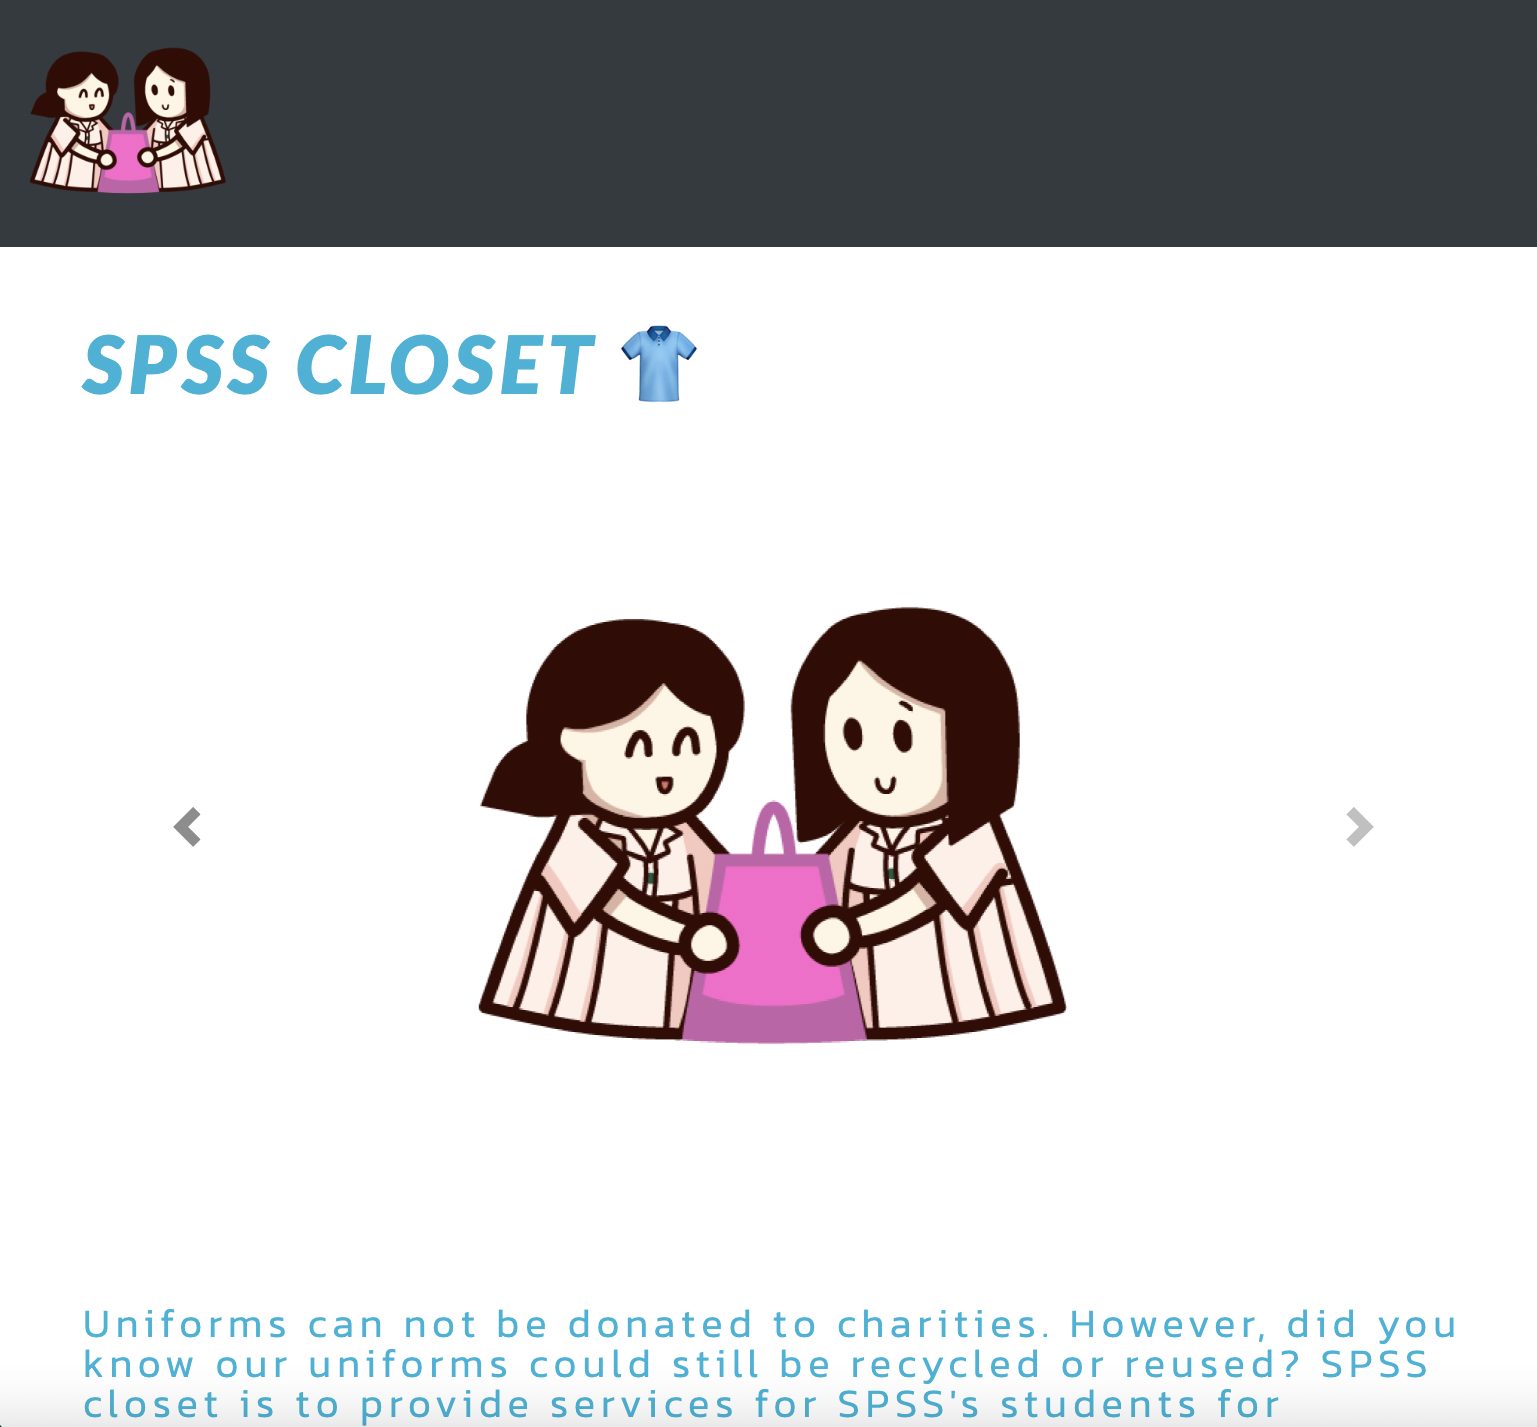 SPSS CLOSET 👕
Uniforms can not be donated to charities. However, did you
know our uniforms could still be recycled or reused? SPSS
closet is to provide services for SPSS's students for